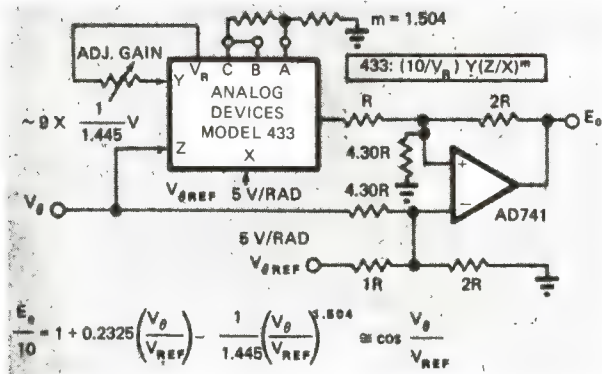 m = 1.504
ADJ. GAIN
V_R C B A
Y
433: (10/V_R) Y(Z/X)^m
ANALOG
DEVICES
MODEL 433
~ 9 X 1/1.445 V
R
2R
E_o
Z
X
4.30R
+
V_θREF 5 V/RAD
4.30R
−
AD741
V_θ
5 V/RAD
V_θREF
1R
2R
E_o/10 = 1 + 0.2325 (V_θ/V_REF) − 1/1.445 (V_θ/V_REF)^1.504 ≅ cos V_θ/V_REF